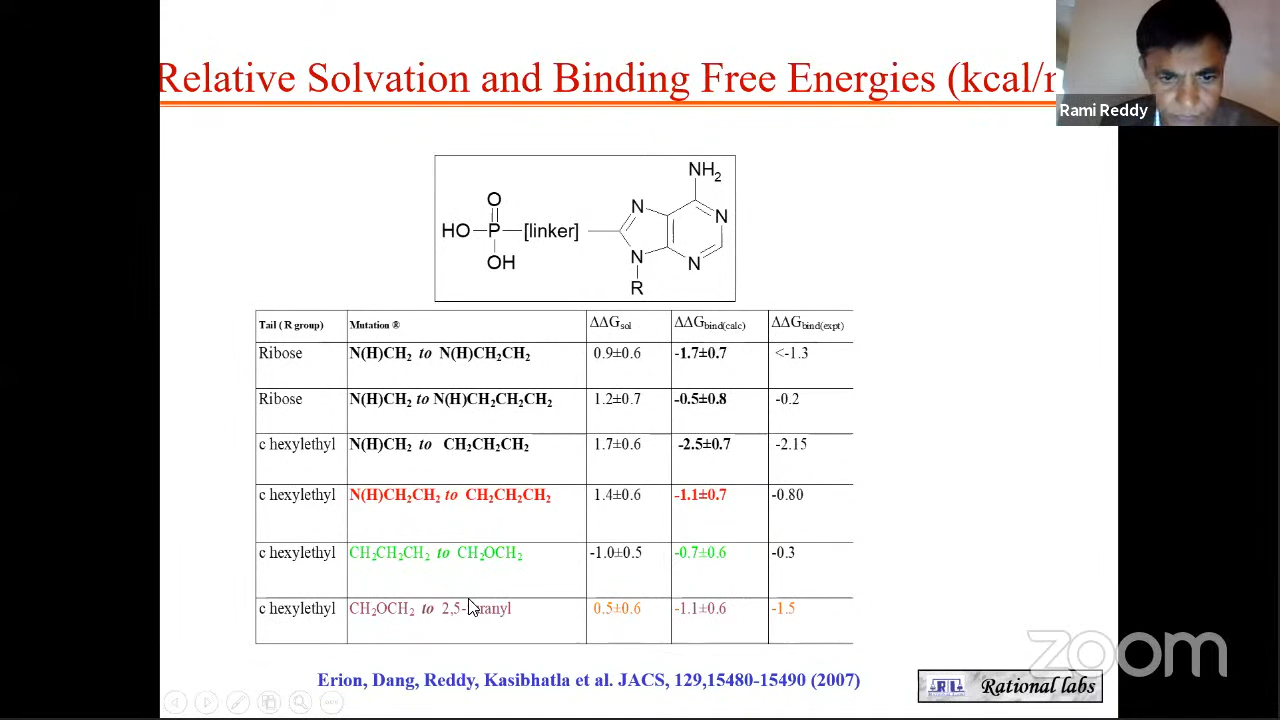 Relative Solvation and Binding Free Energies (kcal/
Rami Reddy
NH2
O
N
N
HO P [linker]
N
N
OH
R
Tail ( R group) Mutation ® ΔΔGsol ΔΔGbind(calc) ΔΔGbind(expt)
Ribose N(H)CH2 to N(H)CH2CH2 0.9±0.6 -1.7±0.7 <-1.3
Ribose N(H)CH2 to N(H)CH2CH2CH2 1.2±0.7 -0.5±0.8 -0.2
c hexylethyl N(H)CH2 to CH2CH2CH2 1.7±0.6 -2.5±0.7 -2.15
c hexylethyl N(H)CH2CH2 to CH2CH2CH2 1.4±0.6 -1.1±0.7 -0.80
c hexylethyl CH2CH2CH2 to CH2OCH2 -1.0±0.5 -0.7±0.6 -0.3
c hexylethyl CH2OCH2 to 2,5- ranyl 0.5±0.6 -1.1±0.6 -1.5
zoom
Erion, Dang, Reddy, Kasibhatla et al. JACS, 129,15480-15490 (2007)
RL Rational labs